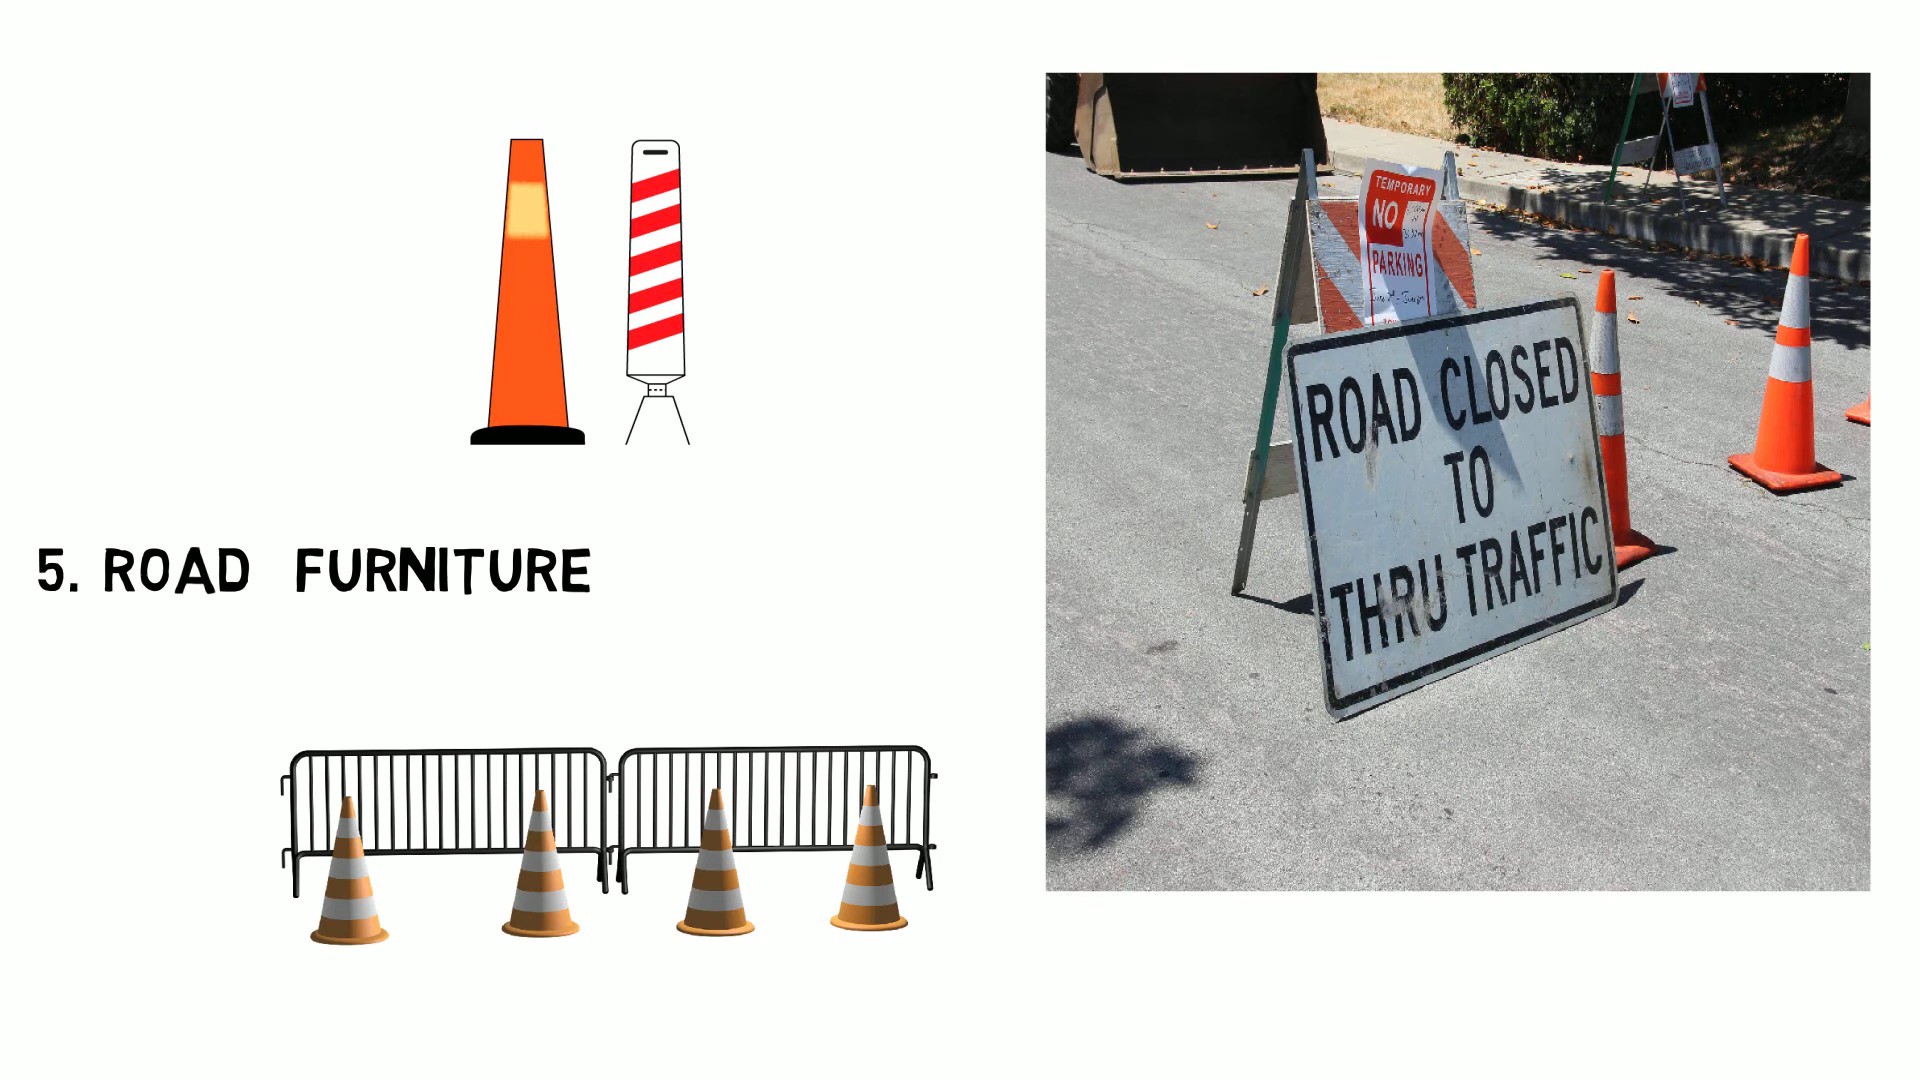 5. ROAD FURNITURE
TEMPORARY
NO
PARKING
ROAD CLOSED
TO
THRU TRAFFIC